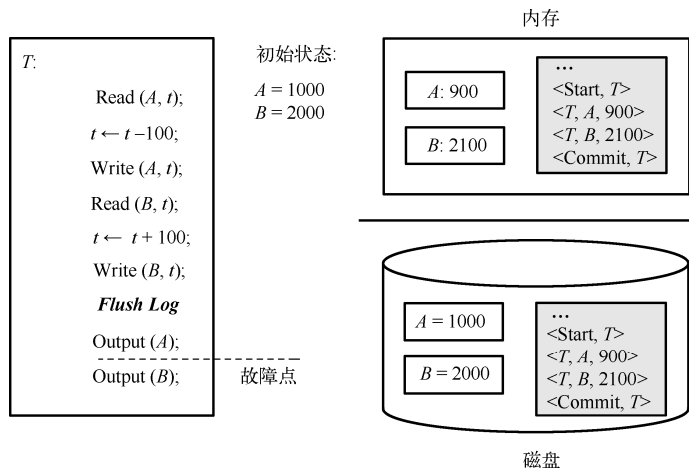 T:
Read (A, t);
t ← t –100;
Write (A, t);
Read (B, t);
t ← t + 100;
Write (B, t);
Flush Log
Output (A);
Output (B);
故障点
初始状态:
A = 1000
B = 2000
内存
A: 900
B: 2100
…
<Start, T>
<T, A, 900>
<T, B, 2100>
<Commit, T>
A = 1000
B = 2000
…
<Start, T>
<T, A, 900>
<T, B, 2100>
<Commit, T>
磁盘